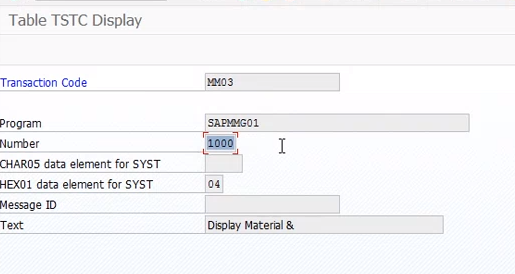 Table TSTC Display
Transaction Code MM03
Program SAPMMG01
Number 1000
CHAR05 data element for SYST
HEX01 data element for SYST 04
Message ID
Text Display Material &